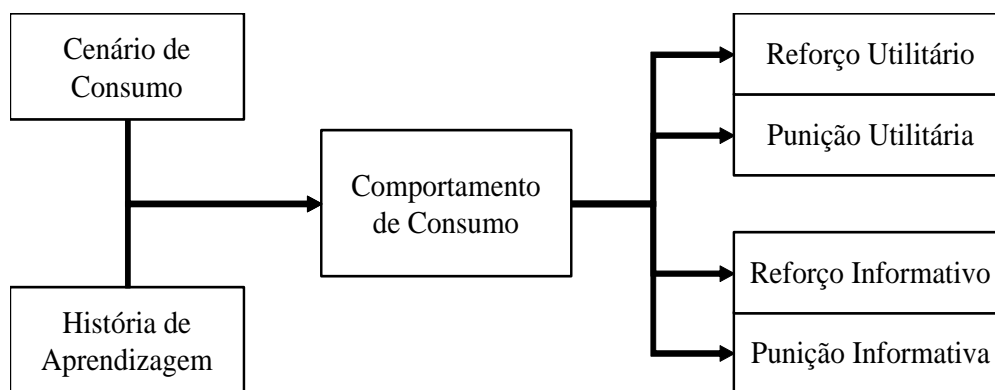 Cenário de
Consumo
História de
Aprendizagem
Comportamento
de Consumo
Reforço Utilitário
Punição Utilitária
Reforço Informativo
Punição Informativa